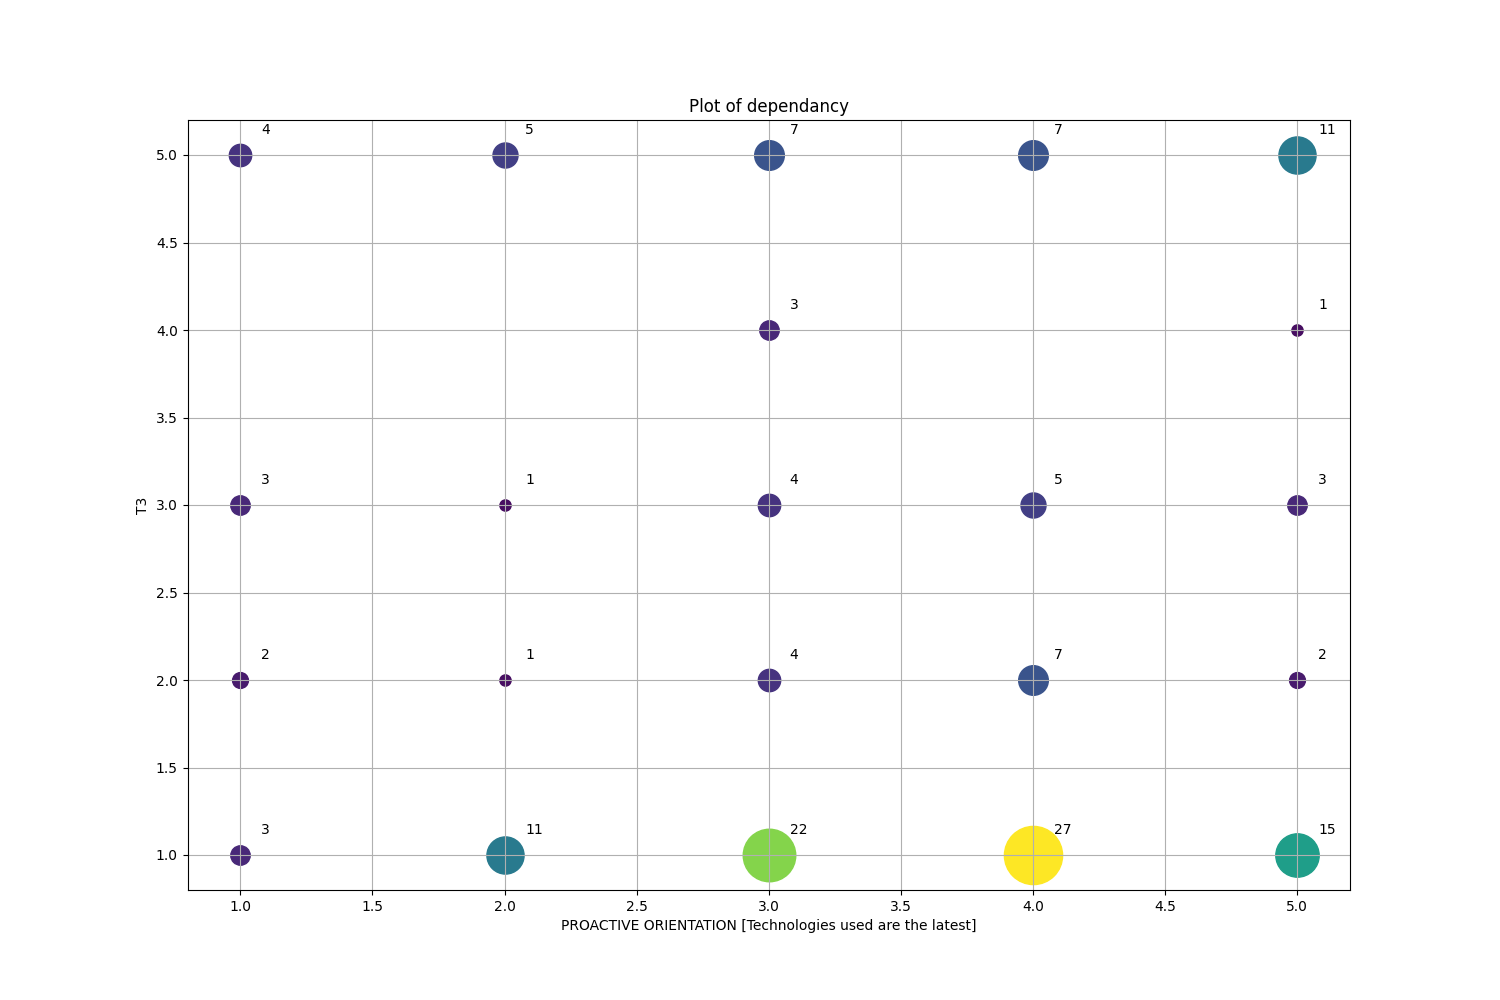 Plot of dependancy
4 5 7 7 11
5.0
4.5
3 1
4.0
3.5
3 1 4 5 3
3.0
T3
2.5
2 1 4 7 2
2.0
1.5
3 11 22 27 15
1.0
1.0 1.5 2.0 2.5 3.0 3.5 4.0 4.5 5.0
PROACTIVE ORIENTATION [Technologies used are the latest]